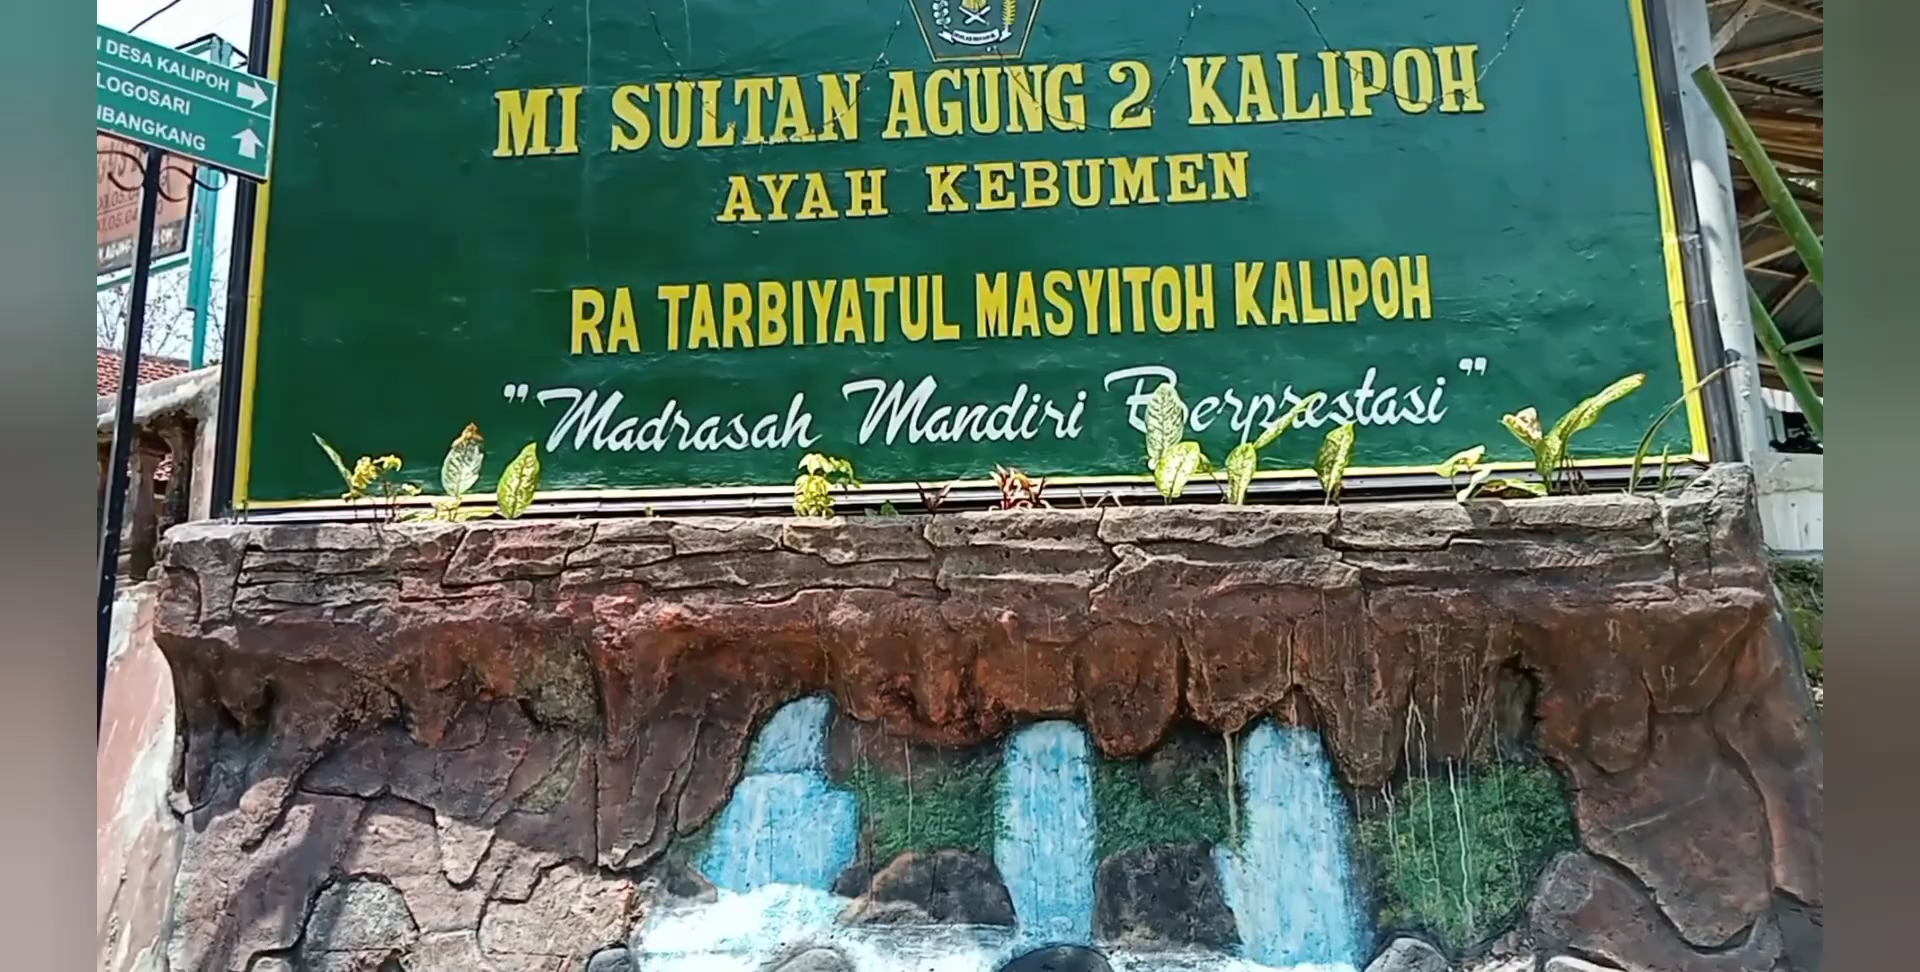 I DESA KALIPOH
LOGOSARI
IBANGKANG
MI SULTAN AGUNG 2 KALIPOH
AYAH KEBUMEN
RA TARBIYATUL MASYITOH KALIPOH
"Madrasah Mandiri Berprestasi"